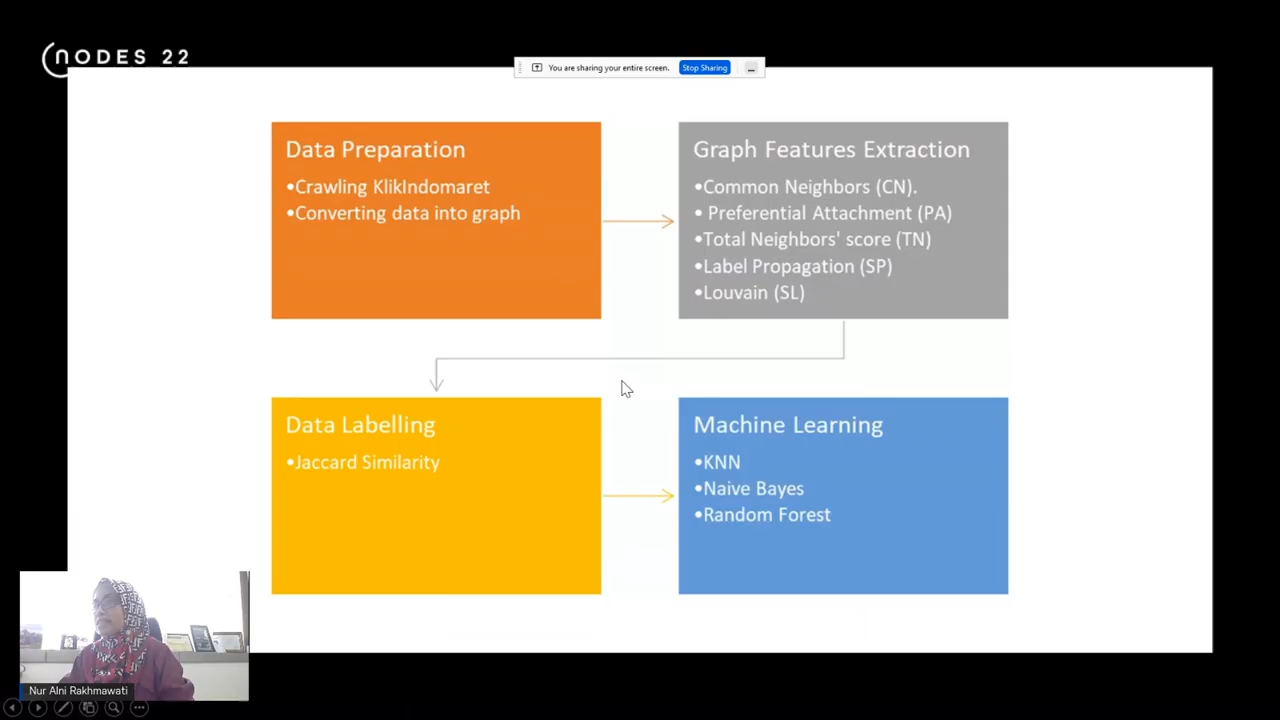 NODES 22
You are sharing your entire screen.
Stop Sharing
Data Preparation
•Crawling KlikIndomaret
•Converting data into graph
Graph Features Extraction
•Common Neighbors (CN).
• Preferential Attachment (PA)
•Total Neighbors' score (TN)
•Label Propagation (SP)
•Louvain (SL)
Data Labelling
•Jaccard Similarity
Machine Learning
•KNN
•Naive Bayes
•Random Forest
Nur Aini Rakhmawati